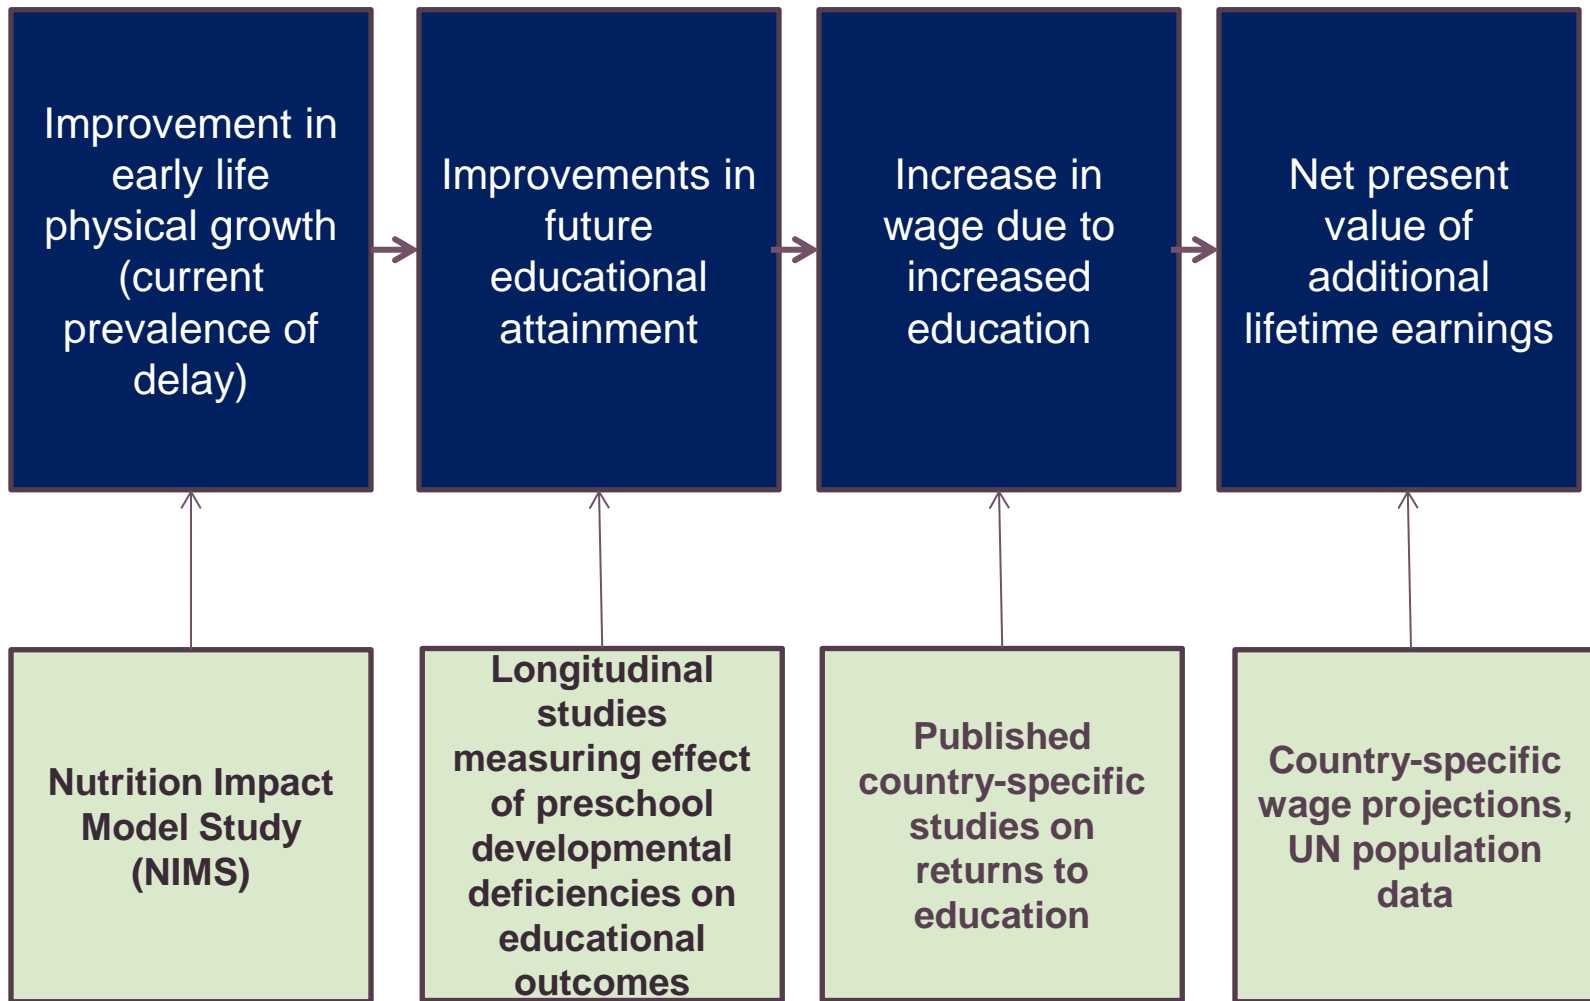 Improvement in
early life
physical growth
(current
prevalence of
delay)
Improvements in
future
educational
attainment
Increase in
wage due to
increased
education
Net present
value of
additional
lifetime earnings
Nutrition Impact
Model Study
(NIMS)
Longitudinal
studies
measuring effect
of preschool
developmental
deficiencies on
educational
outcomes
Published
country-specific
studies on
returns to
education
Country-specific
wage projections,
UN population
data